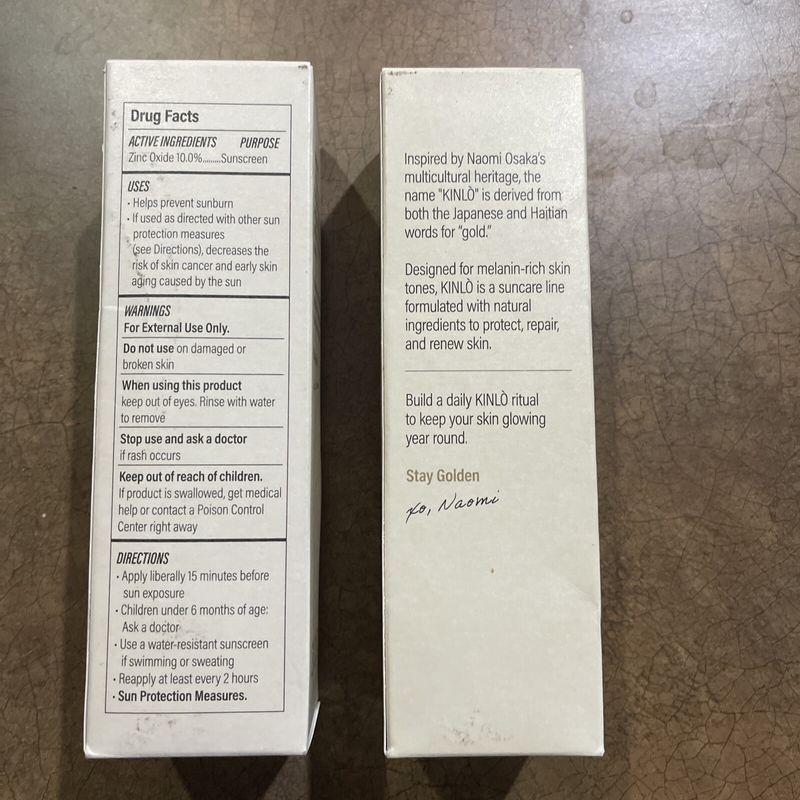 Drug Facts
ACTIVE INGREDIENTS PURPOSE
Zinc Oxide 10.0%.........Sunscreen
USES
· Helps prevent sunburn
· If used as directed with other sun
protection measures
(see Directions), decreases the
risk of skin cancer and early skin
aging caused by the sun
WARNINGS
For External Use Only.
Do not use on damaged or
broken skin
When using this product
keep out of eyes. Rinse with water
to remove
Stop use and ask a doctor
if rash occurs
Keep out of reach of children.
If product is swallowed, get medical
help or contact a Poison Control
Center right away
DIRECTIONS
· Apply liberally 15 minutes before
sun exposure
· Children under 6 months of age:
Ask a doctor
· Use a water-resistant sunscreen
if swimming or sweating
· Reapply at least every 2 hours
· Sun Protection Measures.
Inspired by Naomi Osaka's
multicultural heritage, the
name "KINLÒ" is derived from
both the Japanese and Haitian
words for "gold."
Designed for melanin-rich skin
tones, KINLÒ is a suncare line
formulated with natural
ingredients to protect, repair,
and renew skin.
Build a daily KINLÒ ritual
to keep your skin glowing
year round.
Stay Golden
xo, Naomi